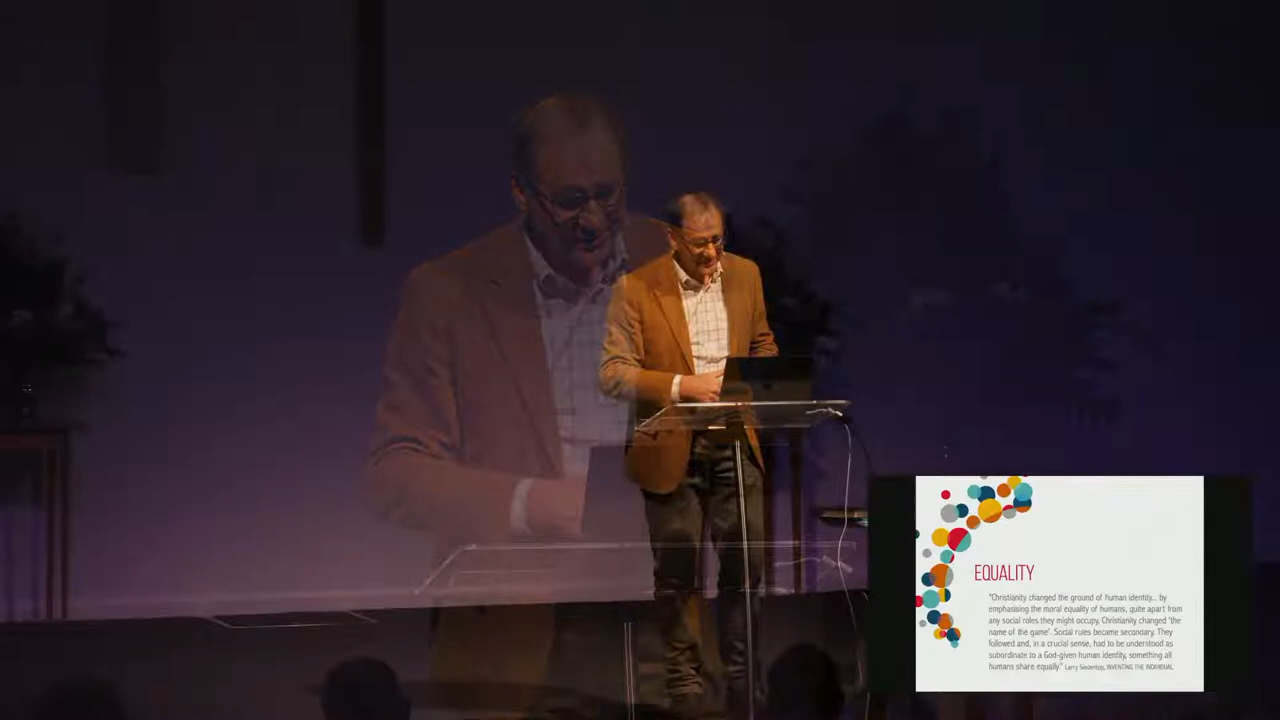 EQUALITY
"Christianity changed the ground of human identity... by
emphasising the moral equality of humans, quite apart from
any social roles they might occupy, Christianity changed 'the
name of the game'. Social rules became secondary. They
followed and, in a crucial sense, had to be understood as
subordinate to a God-given human identity, something all
humans share equally." Larry Siedentop, INVENTING THE INDIVIDUAL